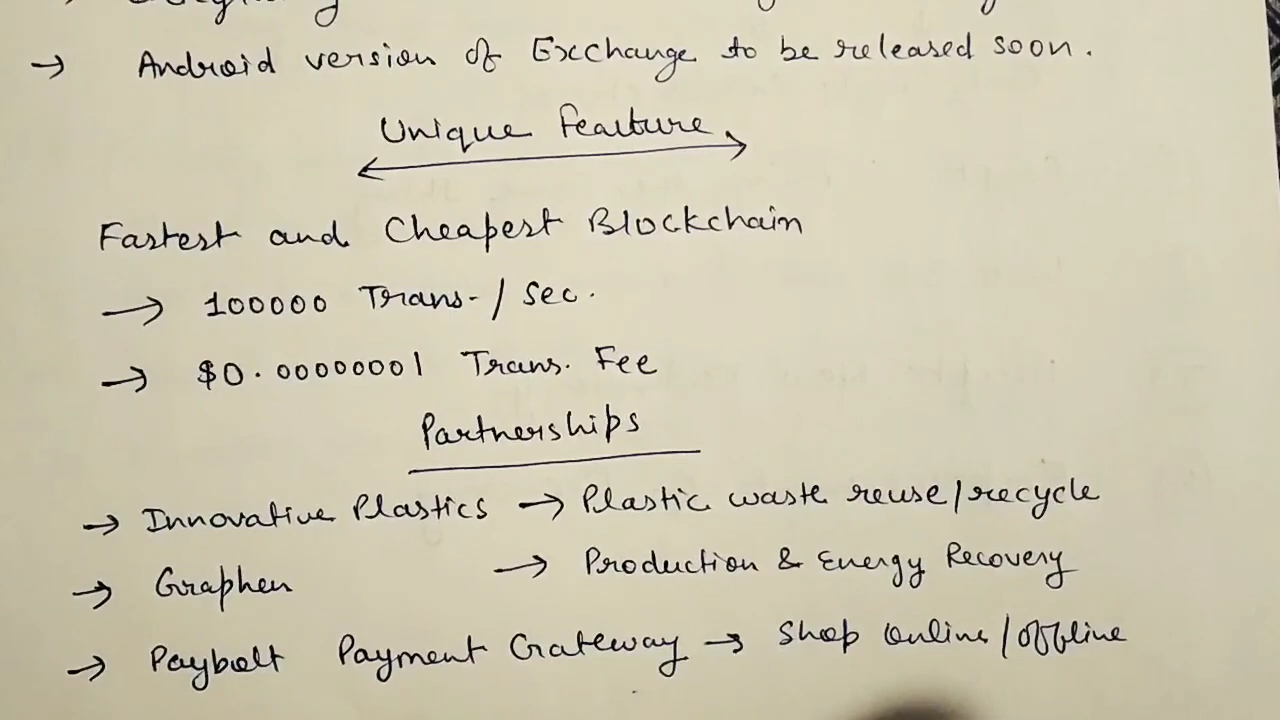 → Android version of Exchange to be released soon.
Unique Fearture
Fastest and Cheapest Blockchain
→ 100000 Trans-/Sec.
→ $0.00000001 Trans. Fee
Partnerships
→ Innovative Plastics → Plastic waste reuse/recycle
→ Graphen → Production & Energy Recovery
→ Paybolt Payment Gateway → Shop online/offline